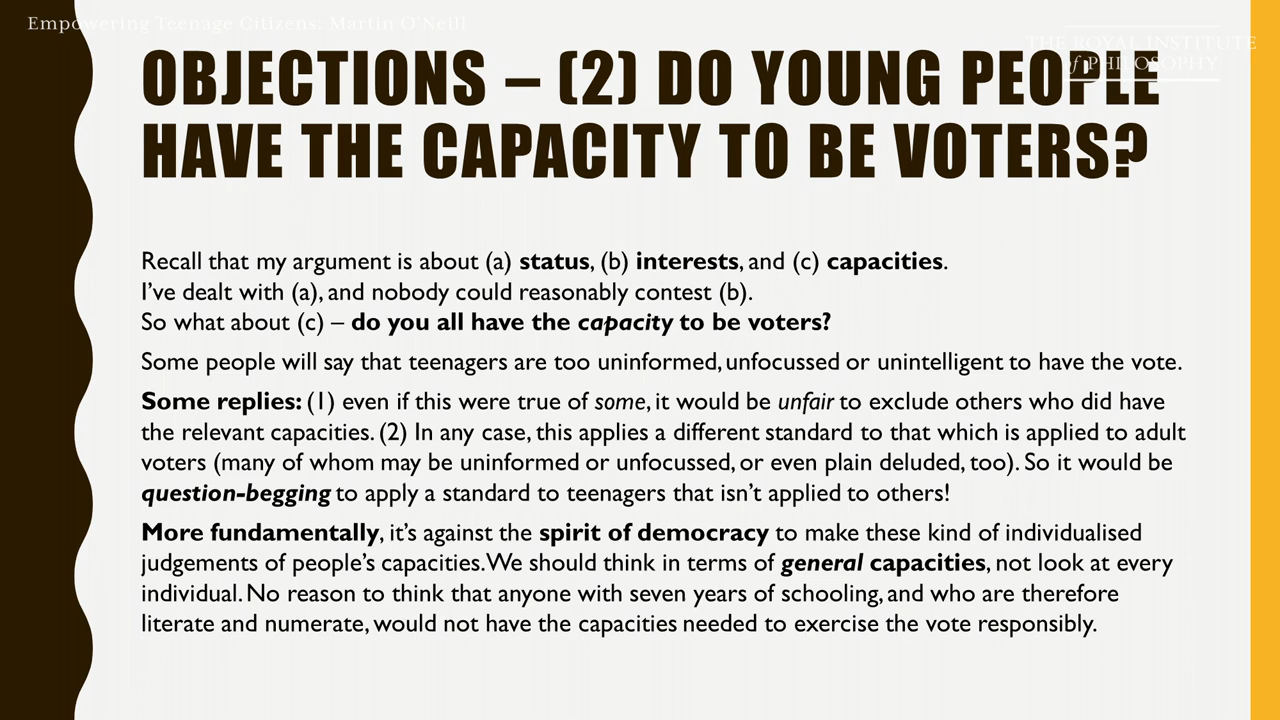 Empowering Teenage Citizens: Martin O'Neill
THE ROYAL INSTITUTE
of PHILOSOPHY
OBJECTIONS – (2) DO YOUNG PEOPLE
HAVE THE CAPACITY TO BE VOTERS?
Recall that my argument is about (a) status, (b) interests, and (c) capacities.
I've dealt with (a), and nobody could reasonably contest (b).
So what about (c) – do you all have the capacity to be voters?
Some people will say that teenagers are too uninformed, unfocussed or unintelligent to have the vote.
Some replies: (1) even if this were true of some, it would be unfair to exclude others who did have
the relevant capacities. (2) In any case, this applies a different standard to that which is applied to adult
voters (many of whom may be uninformed or unfocussed, or even plain deluded, too). So it would be
question-begging to apply a standard to teenagers that isn't applied to others!
More fundamentally, it's against the spirit of democracy to make these kind of individualised
judgements of people's capacities. We should think in terms of general capacities, not look at every
individual. No reason to think that anyone with seven years of schooling, and who are therefore
literate and numerate, would not have the capacities needed to exercise the vote responsibly.